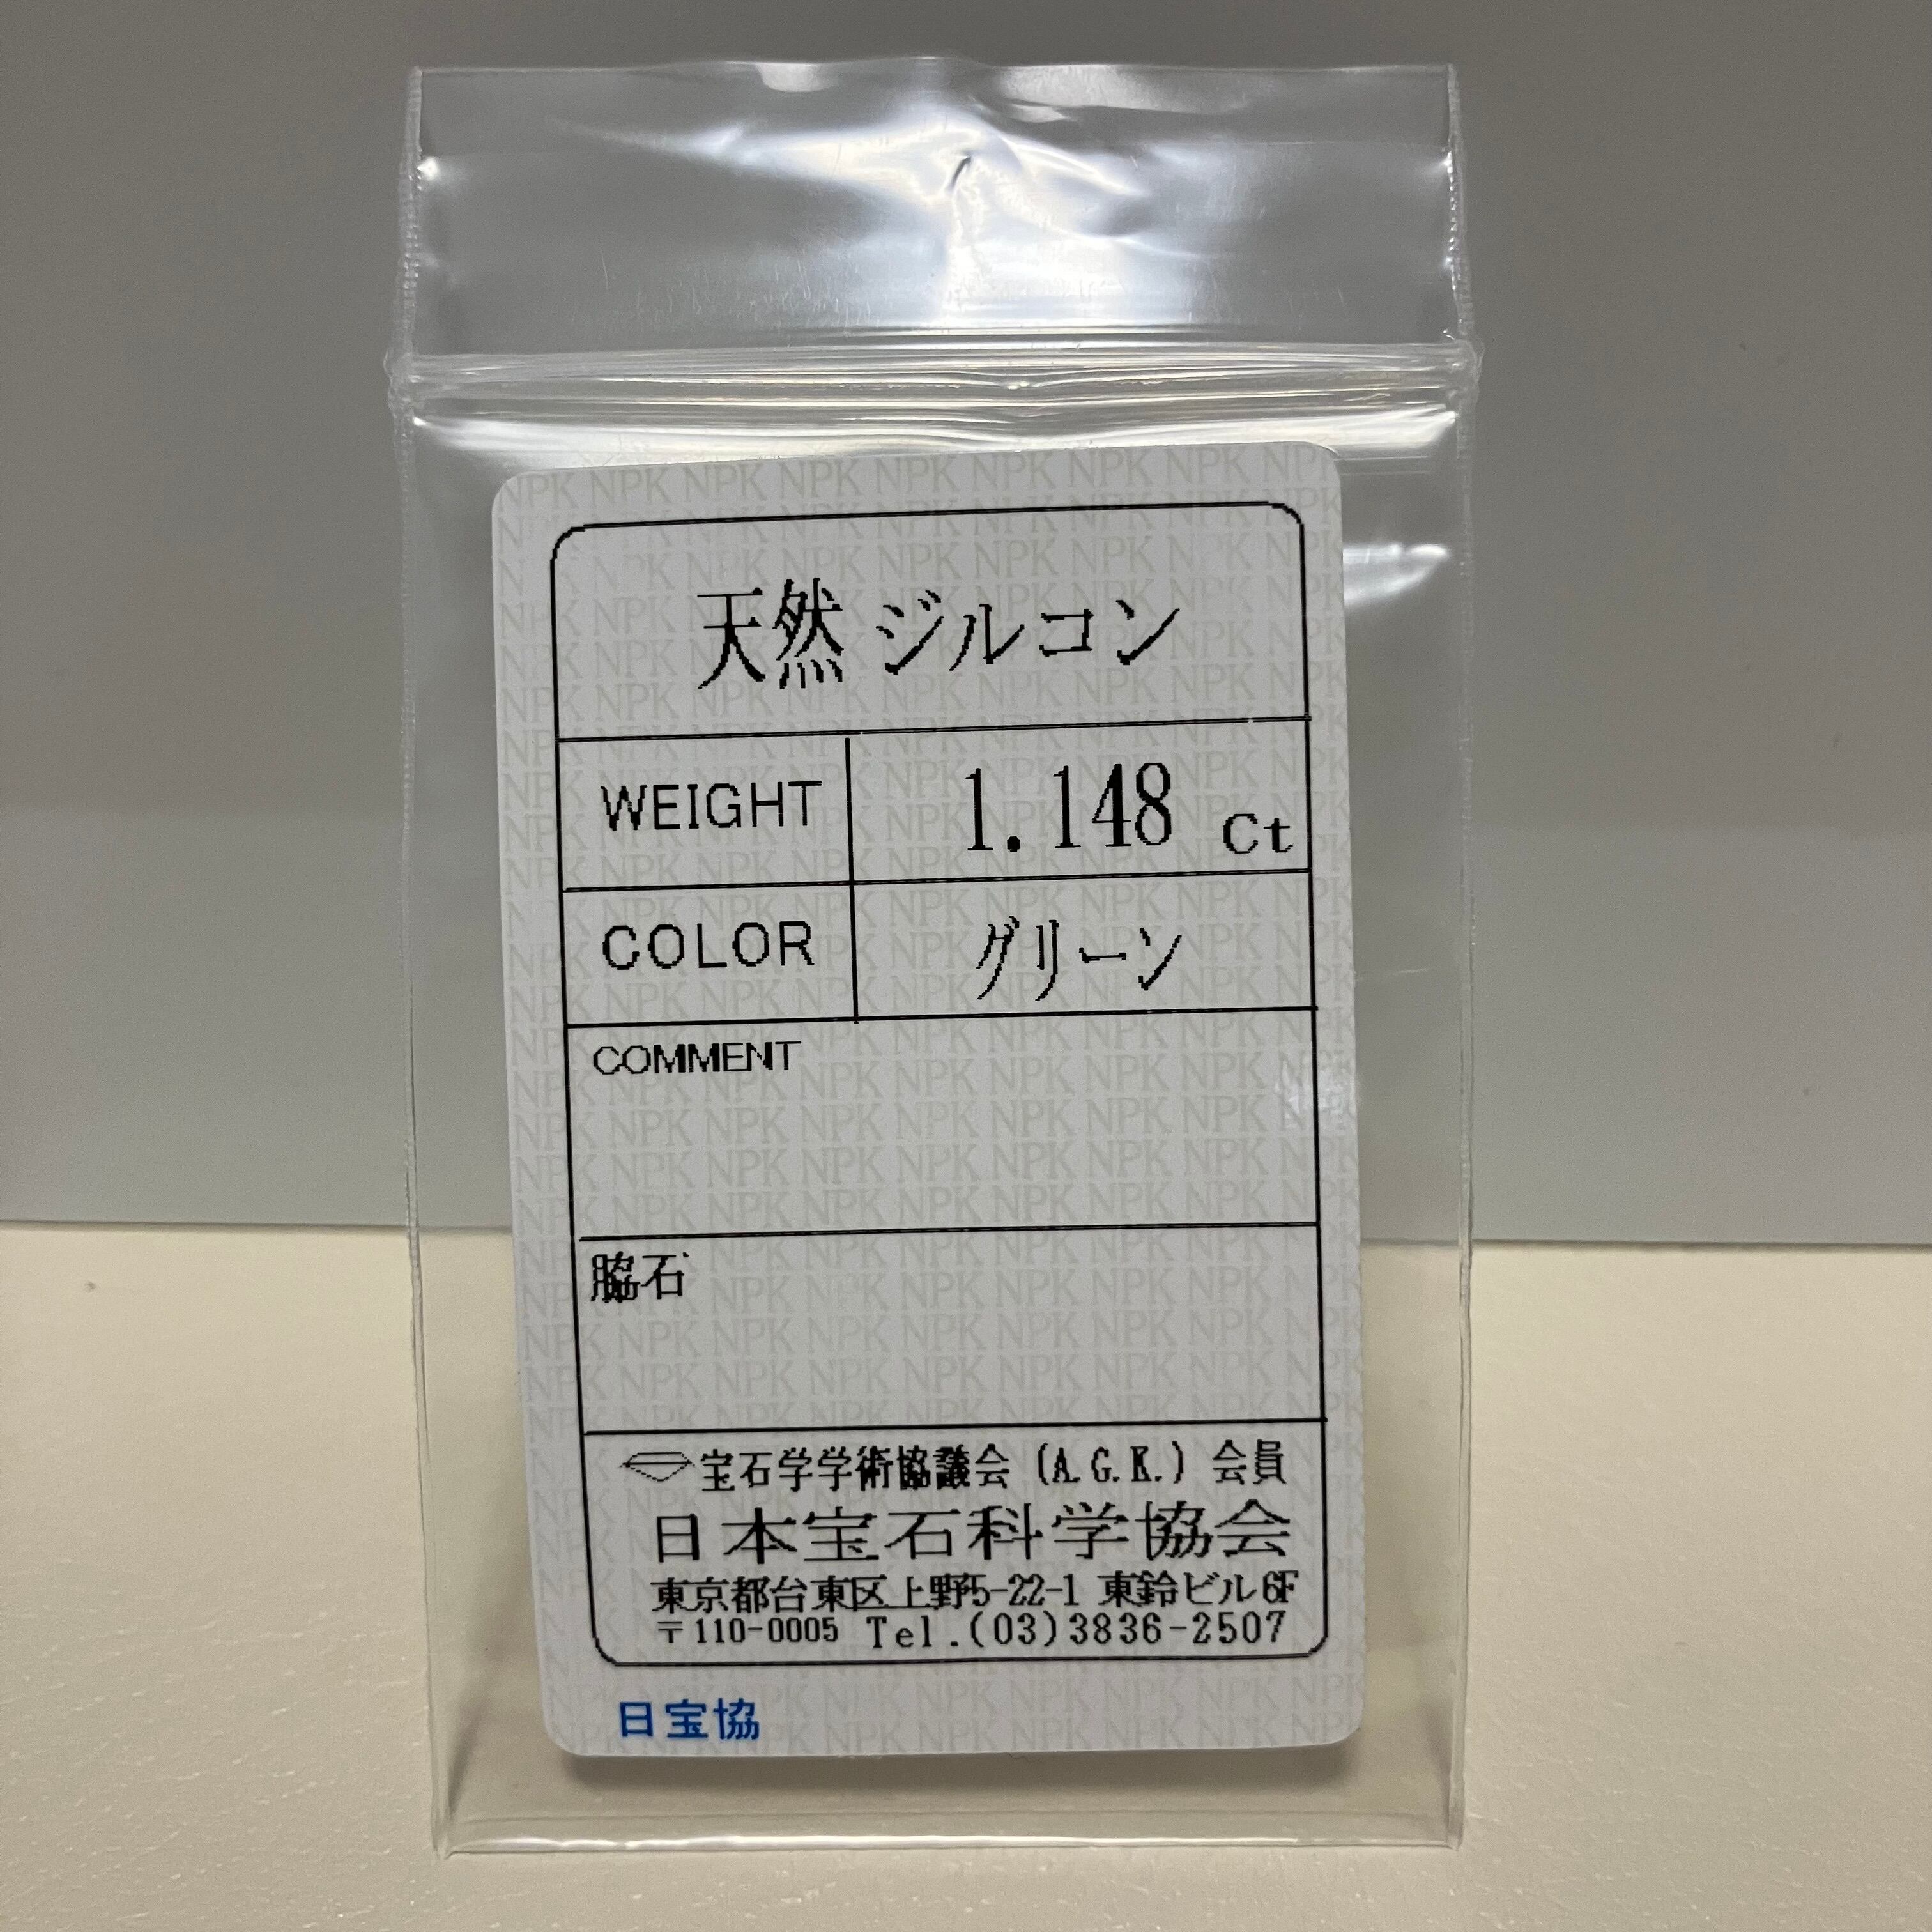 天然 ジルコン
WEIGHT 1.148 Ct
COLOR グリーン
COMMENT
脇石
宝石学学術協議会 (A.G.K.) 会員
日本宝石科学協会
東京都台東区上野5-22-1 東鈴ビル6F
〒110-0005 Tel.(03)3836-2507
日宝協